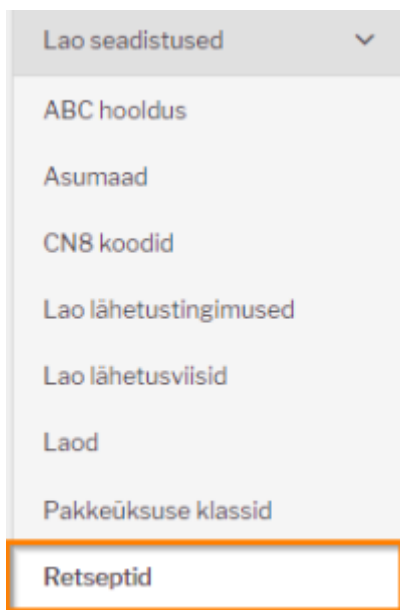 Lao seadistused
ABC hooldus
Asumaad
CN8 koodid
Lao lähetustingimused
Lao lähetusviisid
Laod
Pakkeüksuse klassid
Retseptid